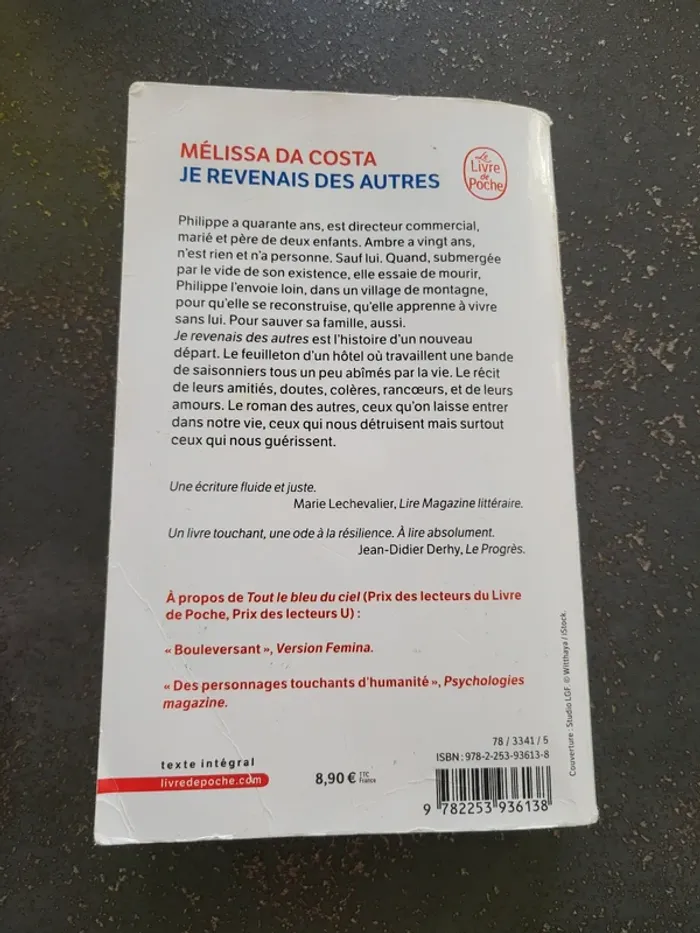 MÉLISSA DA COSTA
JE REVENAIS DES AUTRES
Le
Livre
de
Poche
Philippe a quarante ans, est directeur commercial,
marié et père de deux enfants. Ambre a vingt ans,
n'est rien et n'a personne. Sauf lui. Quand, submergée
par le vide de son existence, elle essaie de mourir,
Philippe l'envoie loin, dans un village de montagne,
pour qu'elle se reconstruise, qu'elle apprenne à vivre
sans lui. Pour sauver sa famille, aussi.
Je revenais des autres est l'histoire d'un nouveau
départ. Le feuilleton d'un hôtel où travaillent une bande
de saisonniers tous un peu abîmés par la vie. Le récit
de leurs amitiés, doutes, colères, rancœurs, et de leurs
amours. Le roman des autres, ceux qu'on laisse entrer
dans notre vie, ceux qui nous détruisent mais surtout
ceux qui nous guérissent.
Une écriture fluide et juste.
Marie Lechevalier, Lire Magazine littéraire.
Un livre touchant, une ode à la résilience. À lire absolument.
Jean-Didier Derhy, Le Progrès.
À propos de Tout le bleu du ciel (Prix des lecteurs du Livre
de Poche, Prix des lecteurs U) :
« Bouleversant », Version Femina.
« Des personnages touchants d'humanité », Psychologies
magazine.
texte intégral
livredepoche.com
8,90 € TTC
France
78 / 3341 / 5
ISBN : 978-2-253-93613-8
9 782253 936138
Couverture : Studio LGF. © Witthaya / iStock.